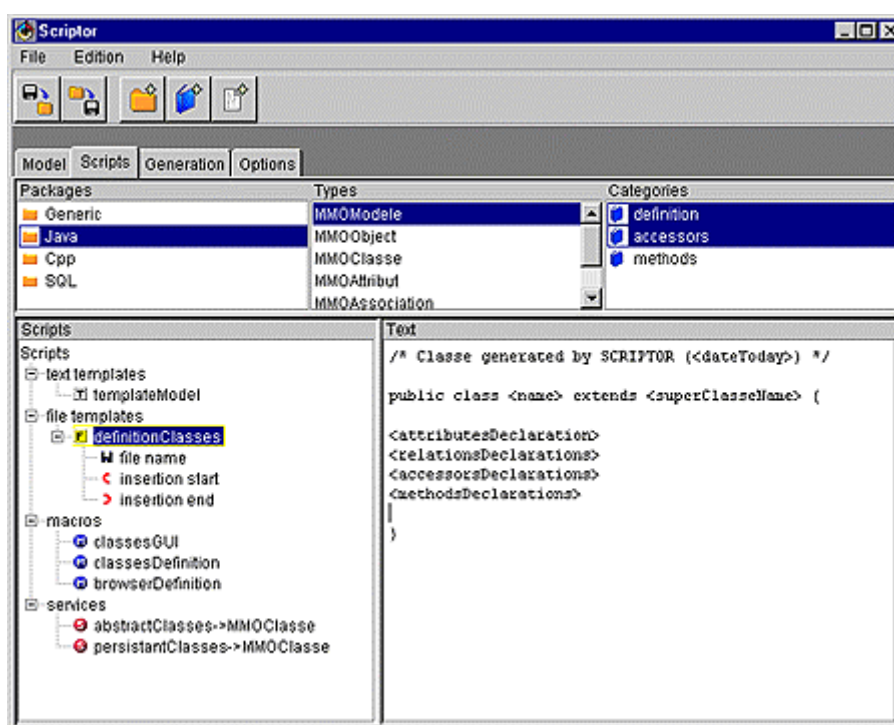 Scriptor
File Edition Help
Model Scripts Generation Options
Packages Types Categories
Generic MMOModele definition
Java MMOObject accessors
Cpp MMOClasse methods
SQL MMOAttribut
MMOAssociation
Scripts
Scripts
text templates
templateModel
file templates
definitionClasses
file name
insertion start
insertion end
macros
classesGUI
classesDefinition
browserDefinition
services
abstractClasses->MMOClasse
persistantClasses->MMOClasse
Text
/* Classe generated by SCRIPTOR (<dateToday>) */
public class <name> extends <superClasseName> {
<attributesDeclaration>
<relationsDeclarations>
<accessorsDeclarations>
<methodsDeclarations>
}